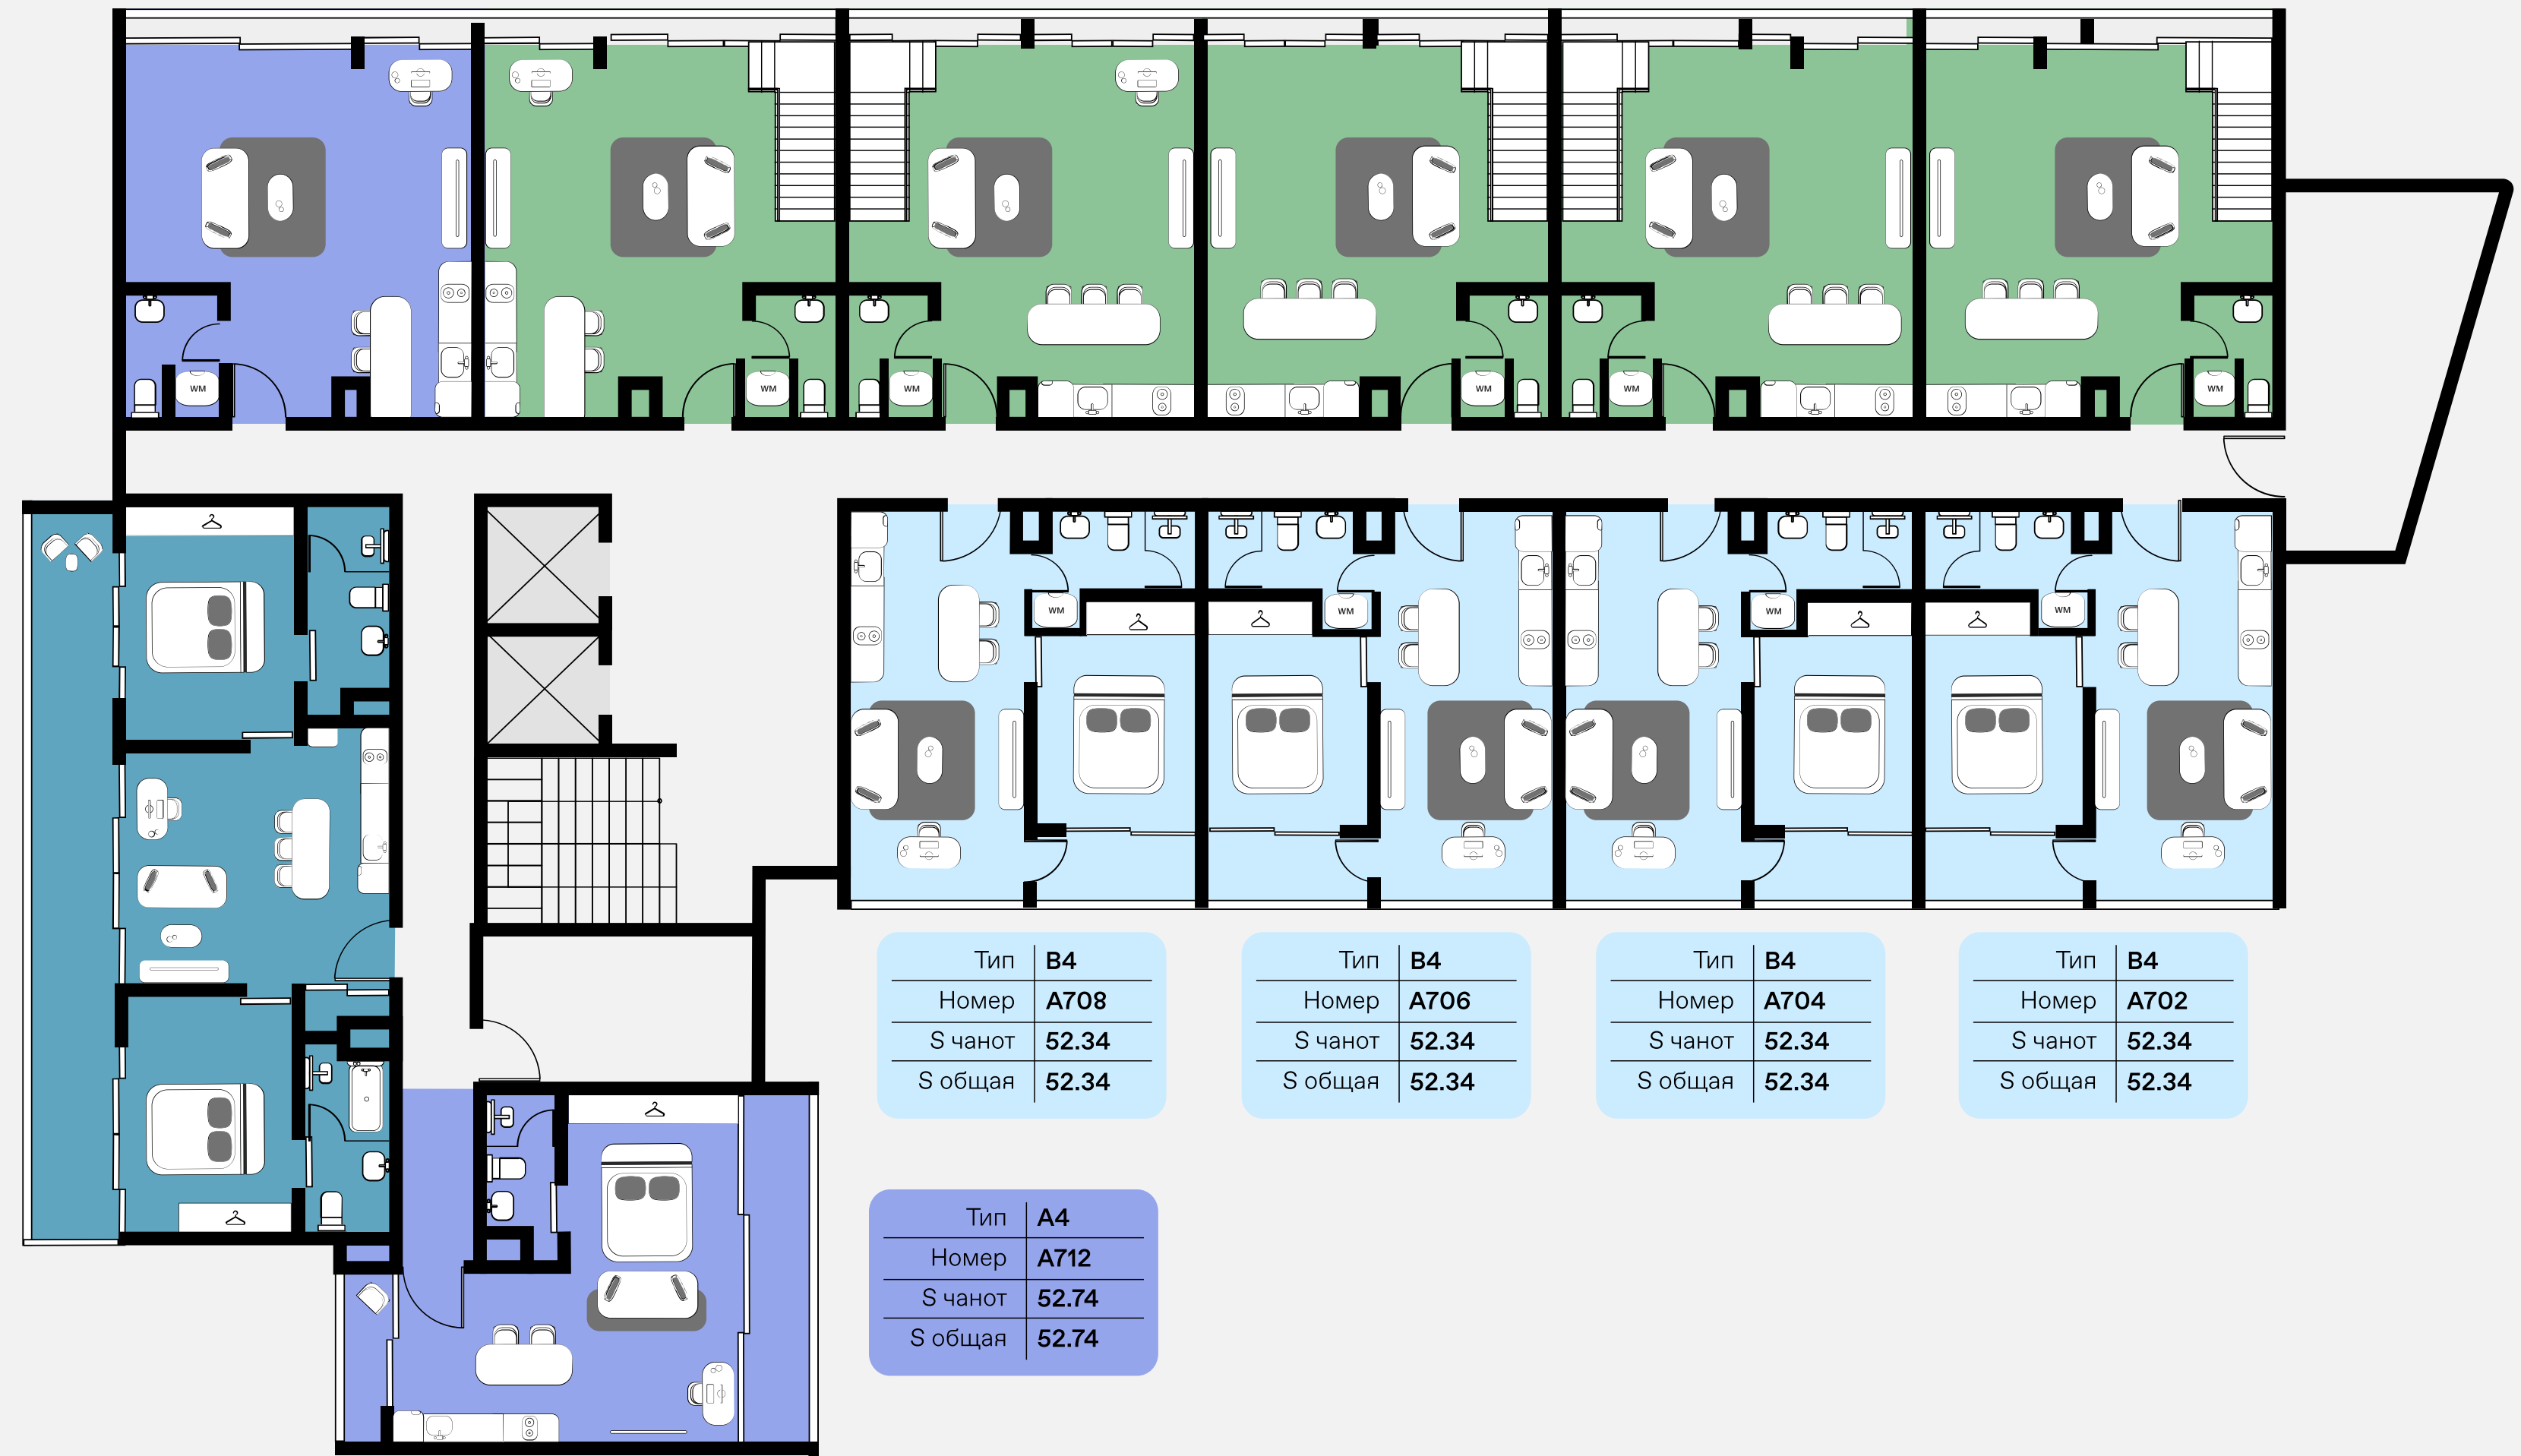 WM
WM
WM
WM
WM
WM
WM
WM
WM
WM
Тип B4
Номер A708
S чанот 52.34
S общая 52.34
Тип B4
Номер A706
S чанот 52.34
S общая 52.34
Тип B4
Номер A704
S чанот 52.34
S общая 52.34
Тип B4
Номер A702
S чанот 52.34
S общая 52.34
Тип A4
Номер A712
S чанот 52.74
S общая 52.74